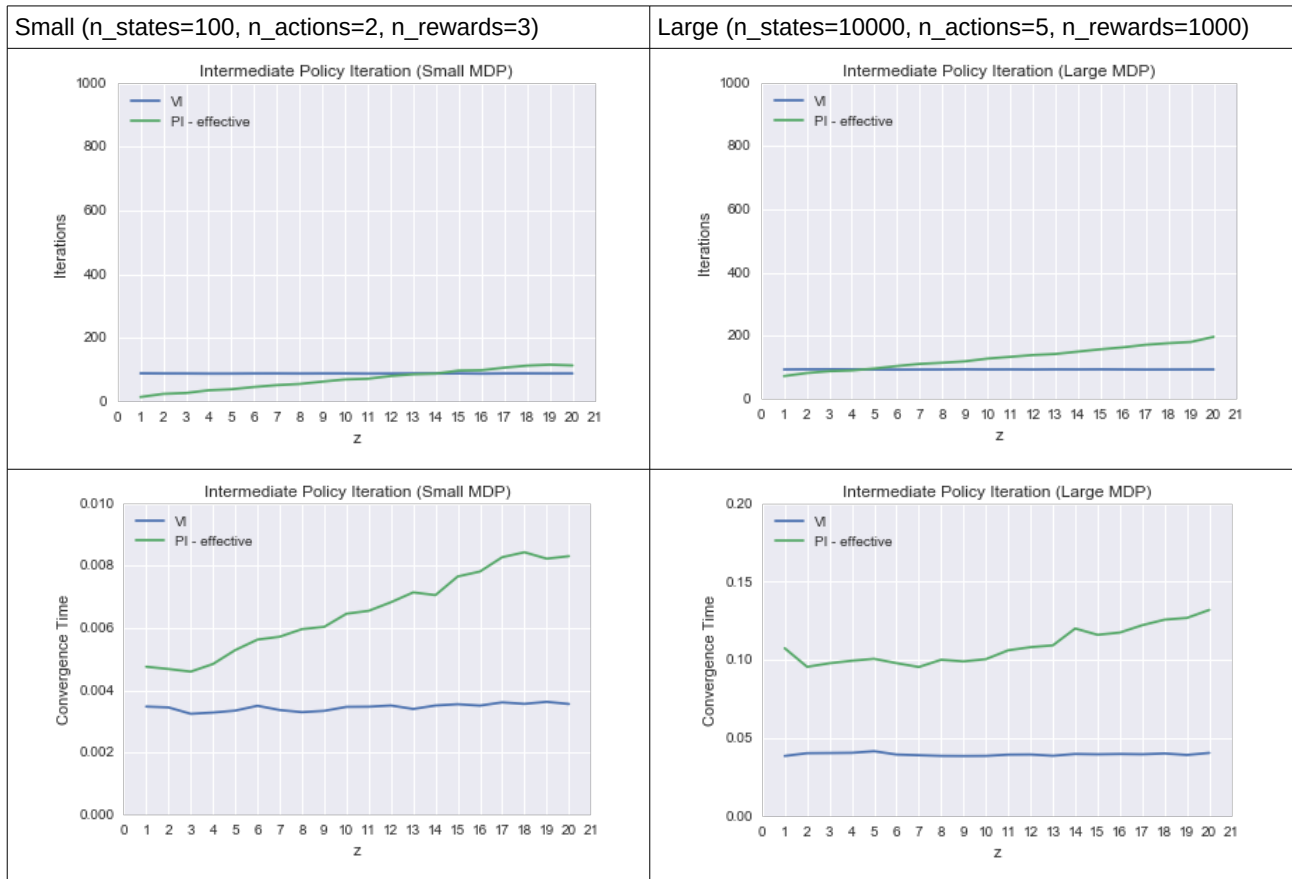 Small (n_states=100, n_actions=2, n_rewards=3)
Large (n_states=10000, n_actions=5, n_rewards=1000)
Intermediate Policy Iteration (Small MDP)
1000
800
600
400
200
0
Iterations
VI
PI - effective
0 1 2 3 4 5 6 7 8 9 10 11 12 13 14 15 16 17 18 19 20 21
z
Intermediate Policy Iteration (Large MDP)
1000
800
600
400
200
0
Iterations
VI
PI - effective
0 1 2 3 4 5 6 7 8 9 10 11 12 13 14 15 16 17 18 19 20 21
z
Intermediate Policy Iteration (Small MDP)
0.010
0.008
0.006
0.004
0.002
0.000
Convergence Time
VI
PI - effective
0 1 2 3 4 5 6 7 8 9 10 11 12 13 14 15 16 17 18 19 20 21
z
Intermediate Policy Iteration (Large MDP)
0.20
0.15
0.10
0.05
0.00
Convergence Time
VI
PI - effective
0 1 2 3 4 5 6 7 8 9 10 11 12 13 14 15 16 17 18 19 20 21
z